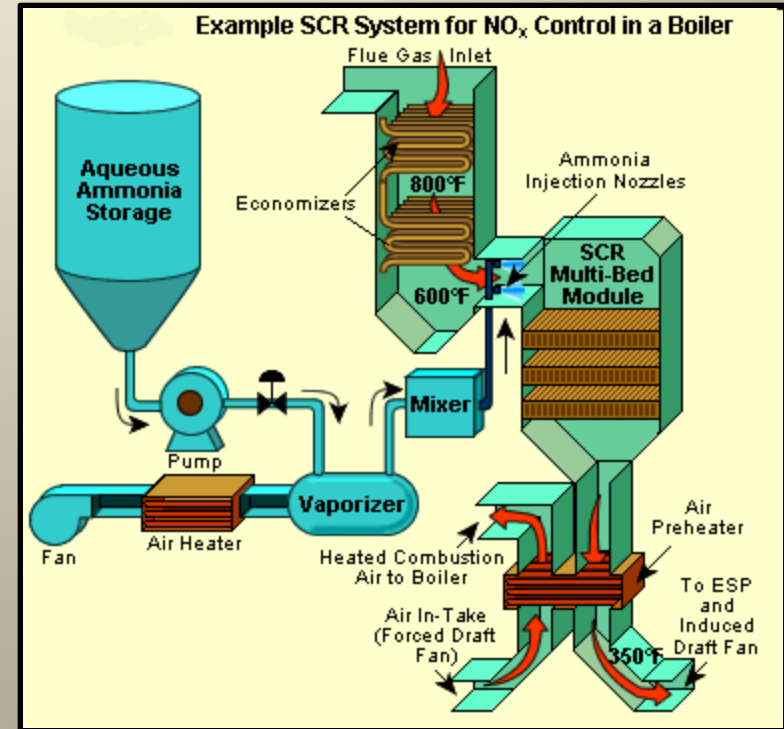 Example SCR System for NOx Control in a Boiler
Flue Gas Inlet
Aqueous
Ammonia
Storage
Economizers
800°F
600°F
Ammonia
Injection Nozzles
SCR
Multi-Bed
Module
Mixer
Pump
Vaporizer
Fan
Air Heater
Heated Combustion
Air to Boiler
Air
Preheater
Air In-Take
(Forced Draft
Fan)
To ESP
and
Induced
Draft Fan
350°F